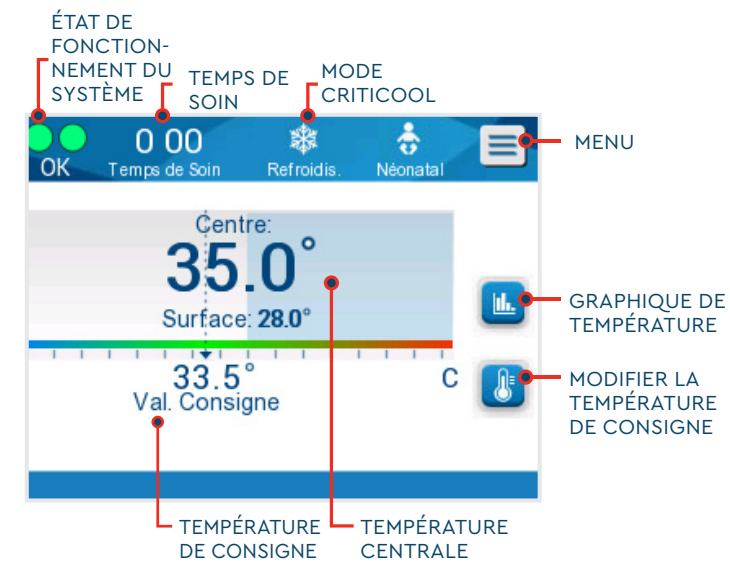 ÉTAT DE
FONCTION-
NEMENT DU
SYSTÈME
TEMPS DE
SOIN
MODE
CRITICOOL
OK
0 00
Temps de Soin
Refroidis.
Néonatal
MENU
Centre:
35.0°
Surface: 28.0°
33.5°
C
Val. Consigne
GRAPHIQUE DE
TEMPÉRATURE
MODIFIER LA
TEMPÉRATURE
DE CONSIGNE
TEMPÉRATURE
DE CONSIGNE
TEMPÉRATURE
CENTRALE